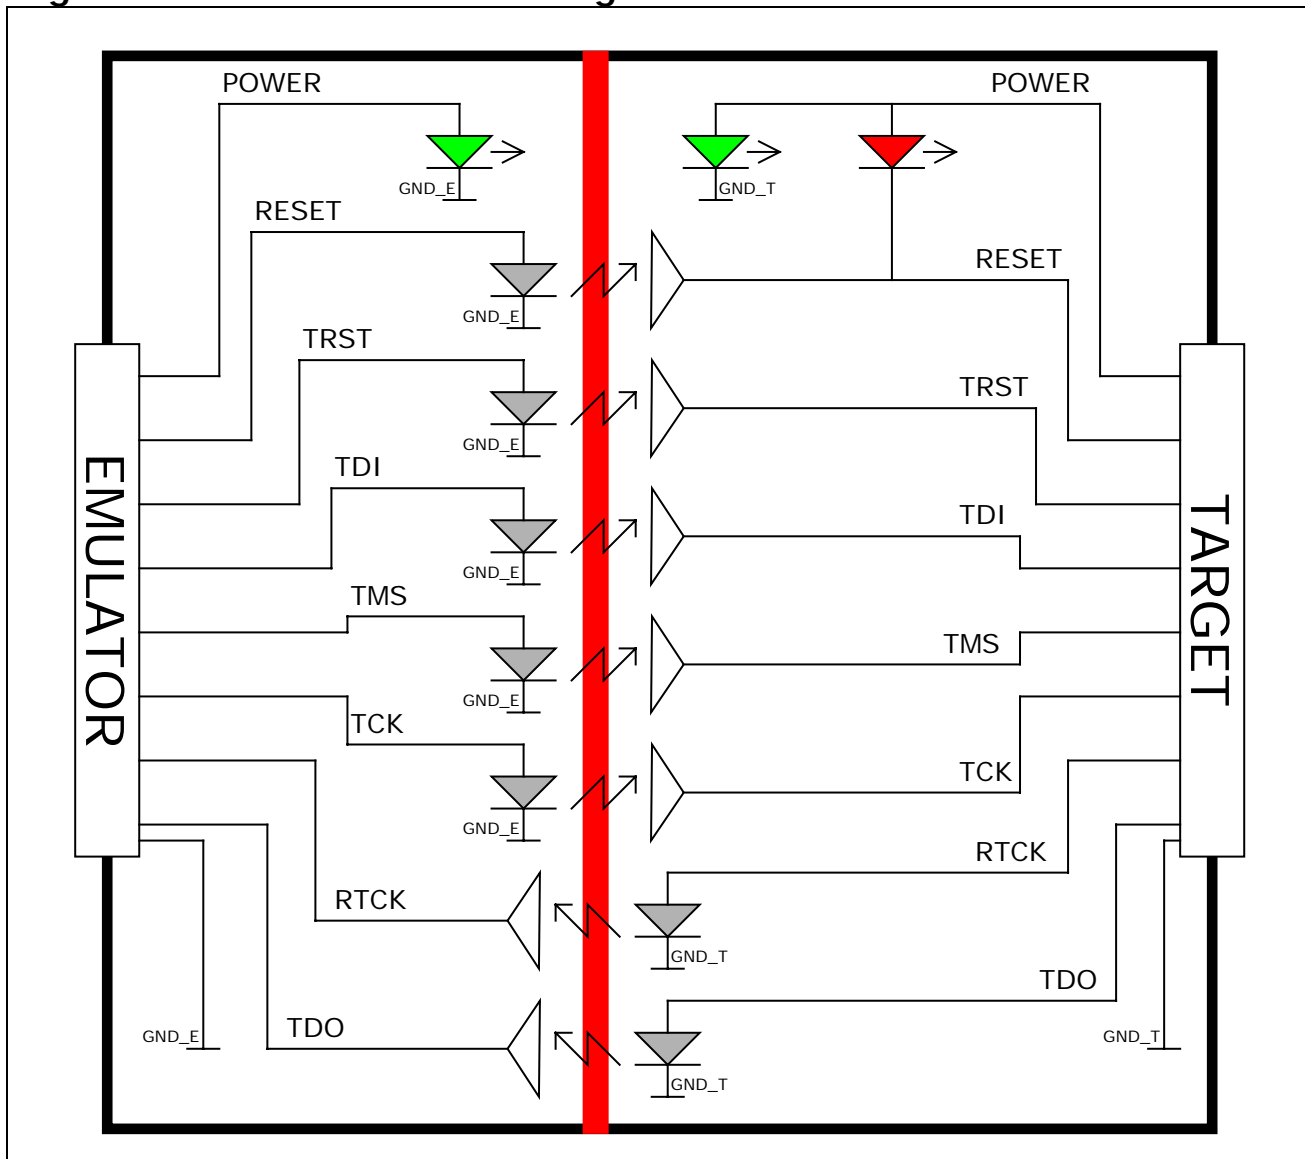 POWER
POWER
GND_E
GND_T
RESET
RESET
GND_E
TRST
TRST
GND_E
TDI
TDI
GND_E
TMS
TMS
GND_E
TCK
TCK
GND_E
RTCK
RTCK
GND_T
TDO
TDO
GND_E
GND_T
GND_T
EMULATOR
TARGET